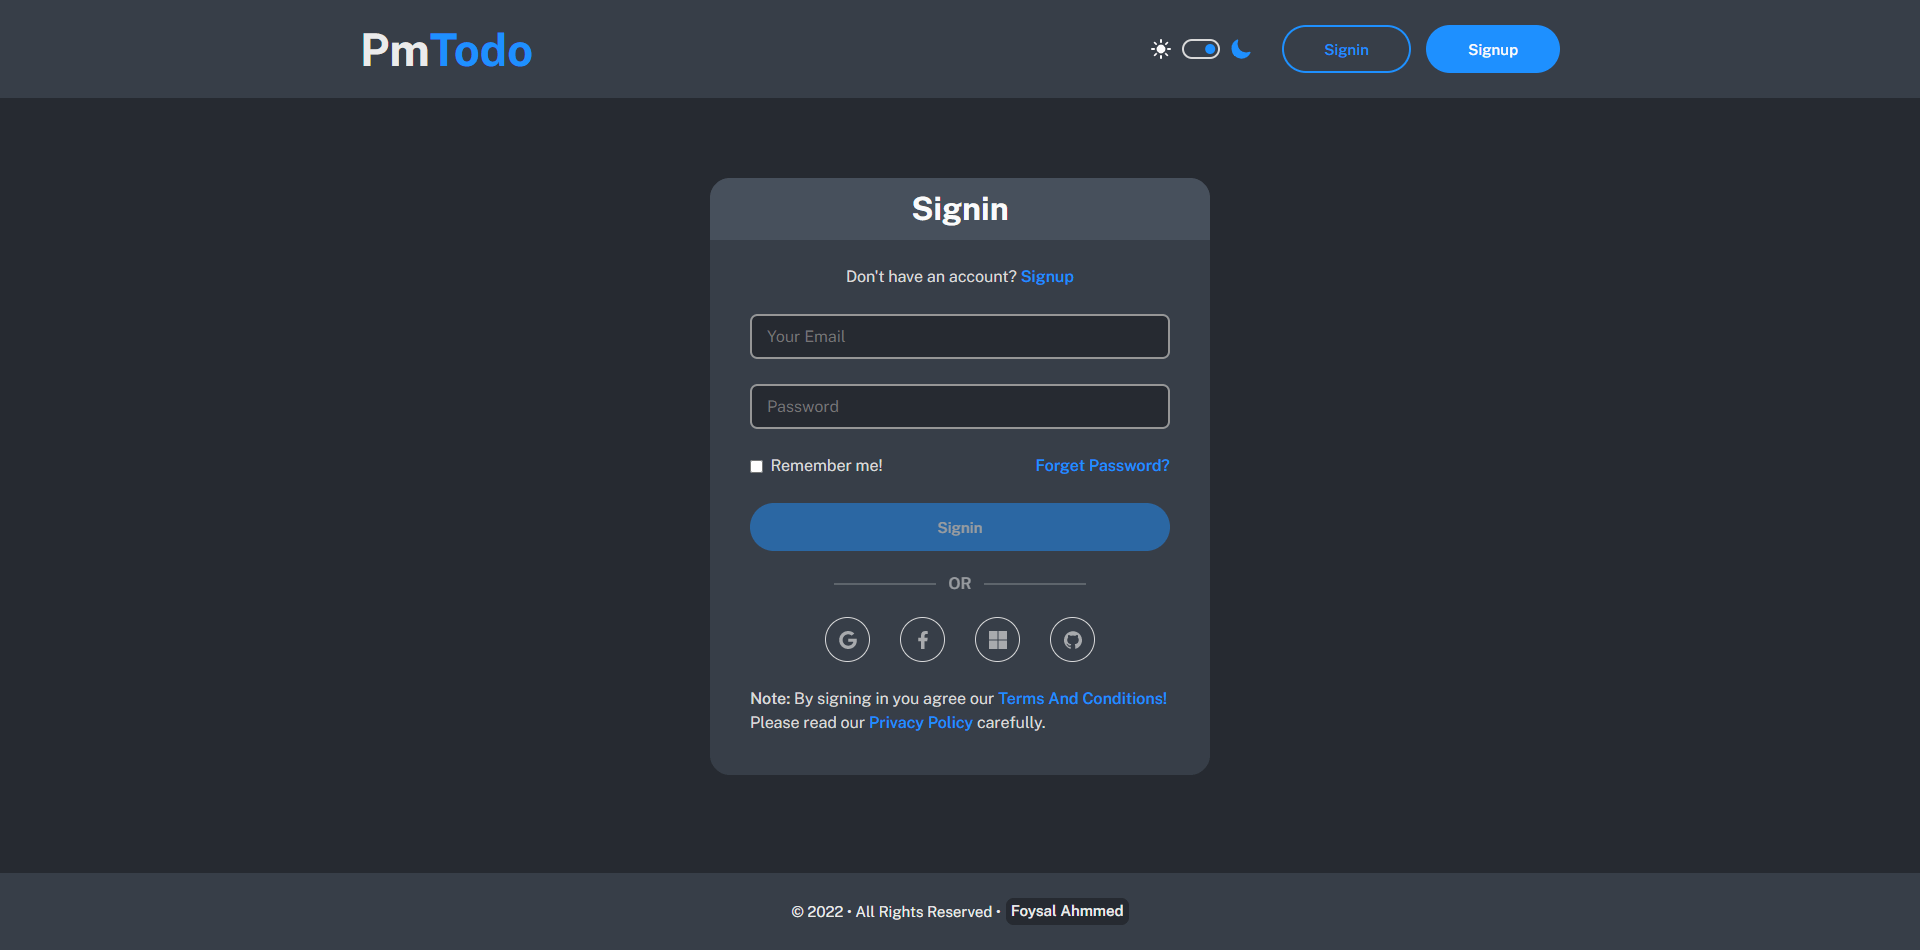 PmTodo
Signin
Signup
Signin
Don't have an account? Signup
Your Email
Password
Remember me!
Forget Password?
Signin
OR
Note: By signing in you agree our Terms And Conditions!
Please read our Privacy Policy carefully.
© 2022 • All Rights Reserved • Foysal Ahmmed